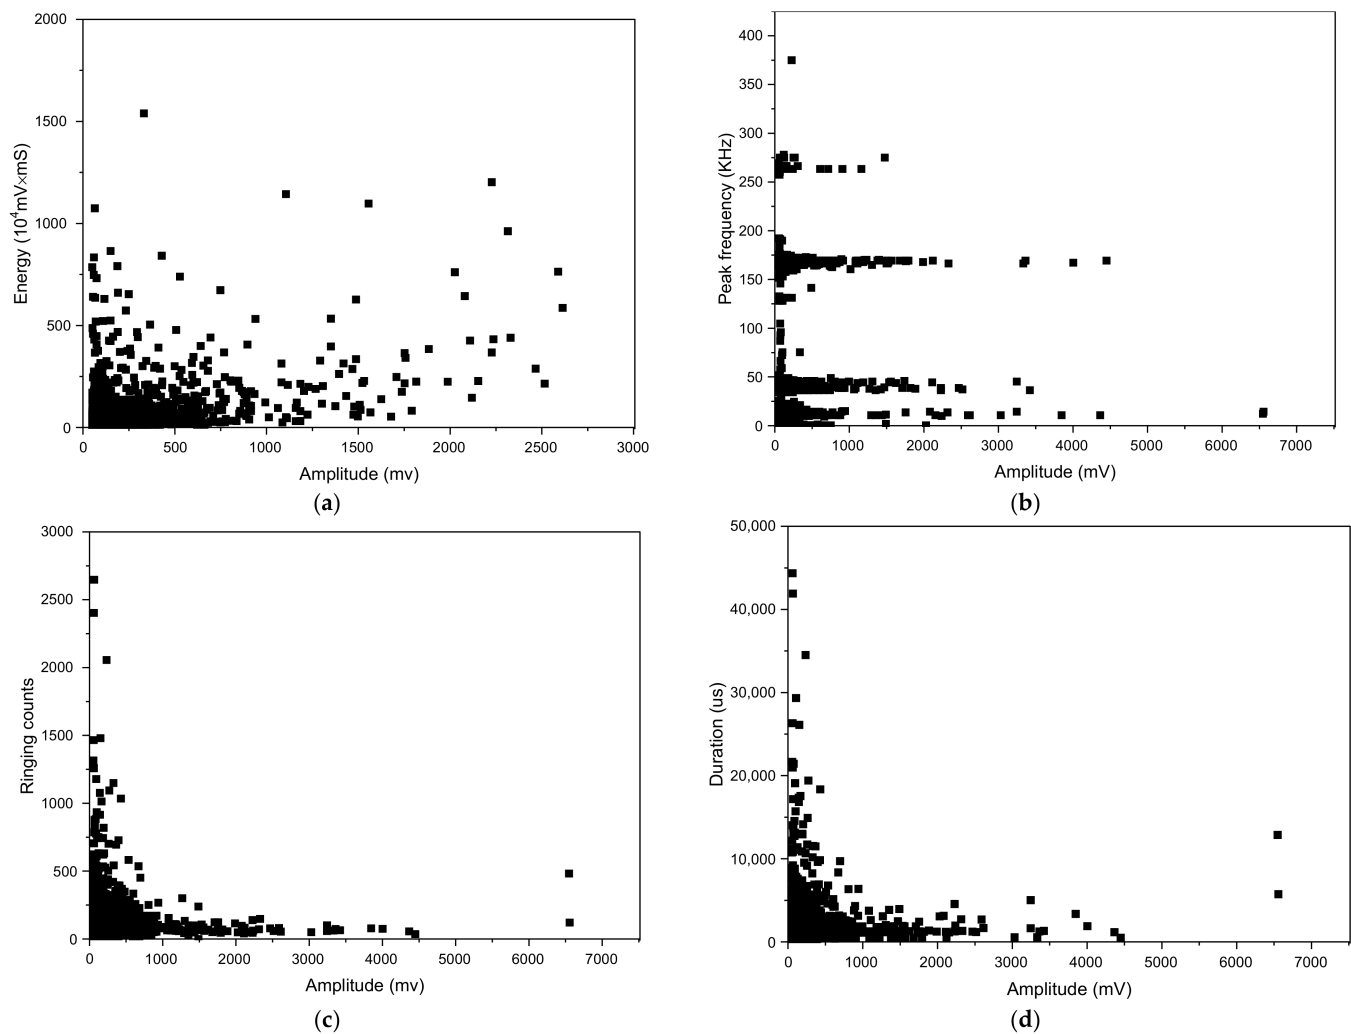 2000
1500
1000
500
0
Energy (10⁴mV×mS)
0 500 1000 1500 2000 2500 3000
Amplitude (mv)
(a)
400
350
300
250
200
150
100
50
0
Peak frequency (KHz)
0 1000 2000 3000 4000 5000 6000 7000
Amplitude (mV)
(b)
3000
2500
2000
1500
1000
500
0
Ringing counts
0 1000 2000 3000 4000 5000 6000 7000
Amplitude (mv)
(c)
50,000
40,000
30,000
20,000
10,000
0
Duration (us)
0 1000 2000 3000 4000 5000 6000 7000
Amplitude (mV)
(d)